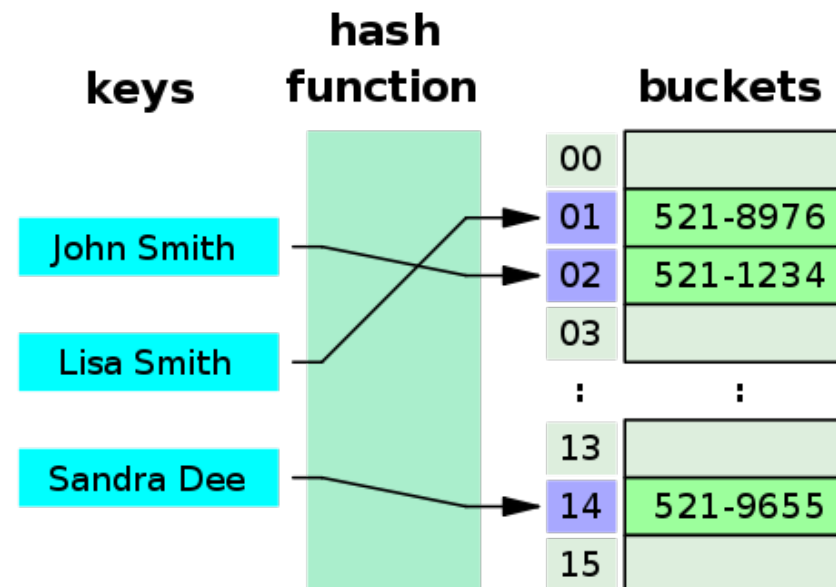 hash
keys
function
buckets
00
01
521-8976
John Smith
02
521-1234
03
Lisa Smith
:
:
13
Sandra Dee
14
521-9655
15